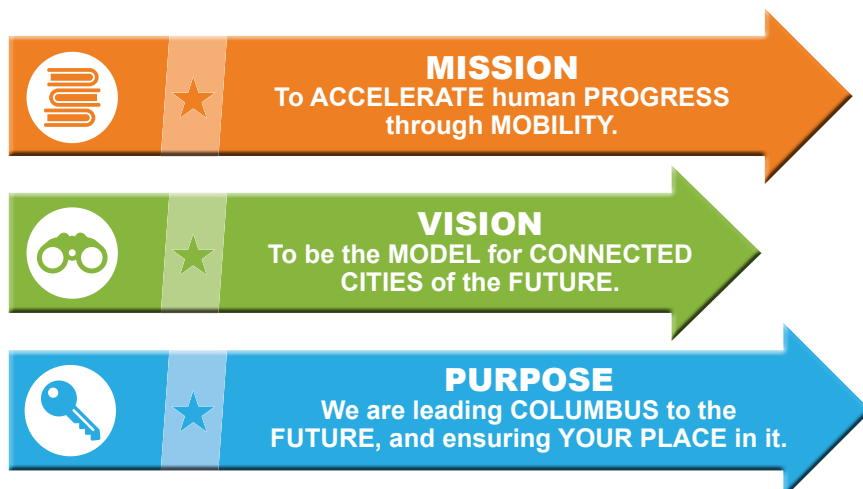 MISSION
To ACCELERATE human PROGRESS
through MOBILITY.
VISION
To be the MODEL for CONNECTED
CITIES of the FUTURE.
PURPOSE
We are leading COLUMBUS to the
FUTURE, and ensuring YOUR PLACE in it.